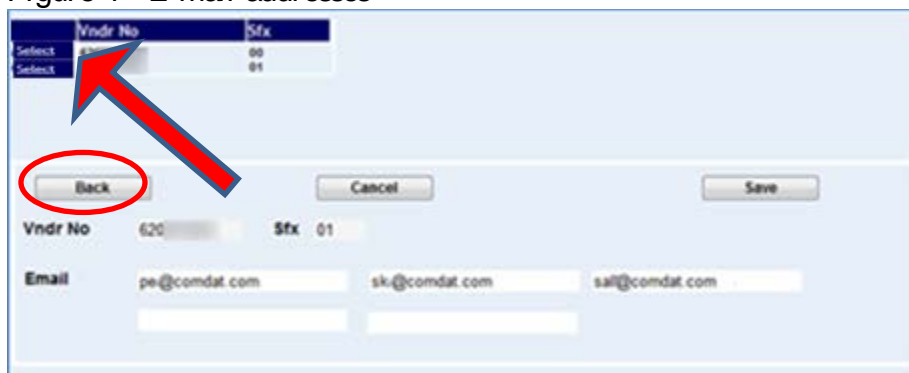 Vndr No Sfx
Select 00
Select 01
Back Cancel Save
Vndr No 620 Sfx 01
Email pe@comdat.com sk@comdat.com sall@comdat.com